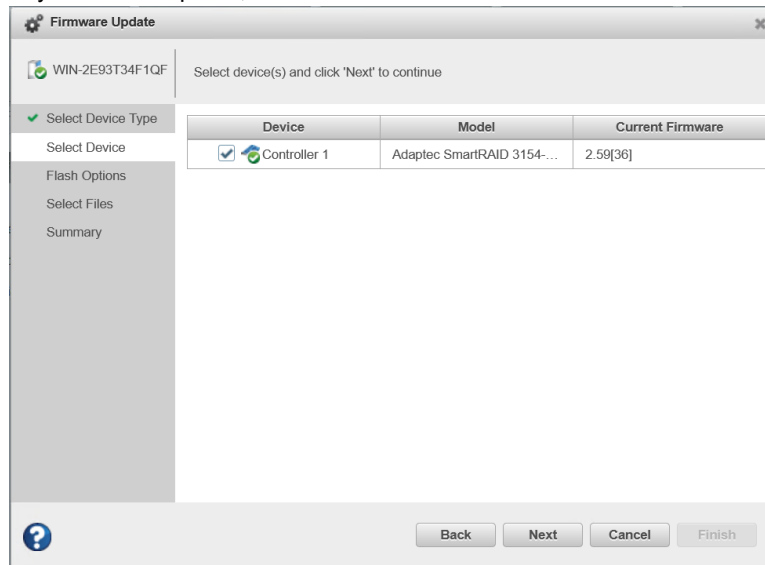 Firmware Update
WIN-2E93T34F1QF
Select device(s) and click 'Next' to continue
Select Device Type
Select Device
Flash Options
Select Files
Summary
Device Model Current Firmware
Controller 1 Adaptec SmartRAID 3154-... 2.59[36]
Back Next Cancel Finish